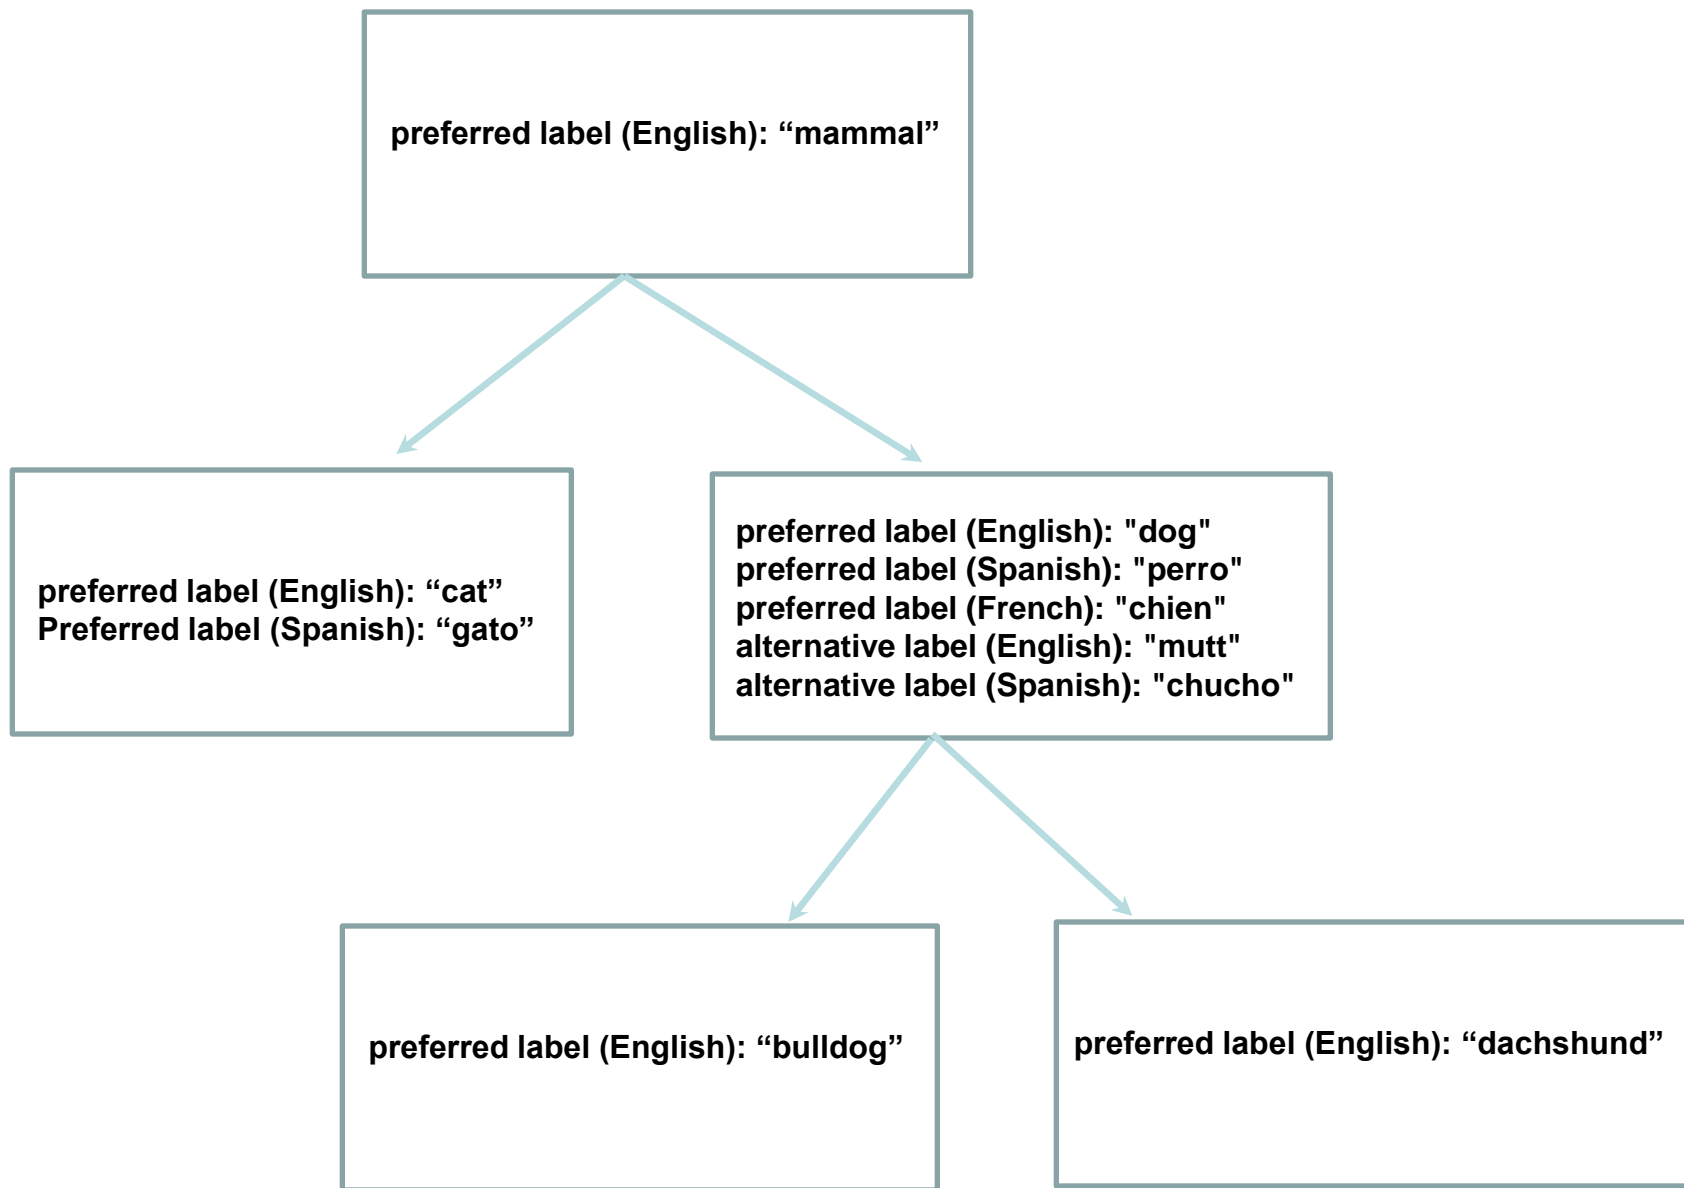 preferred label (English): “mammal”
preferred label (English): “cat”
Preferred label (Spanish): “gato”
preferred label (English): "dog"
preferred label (Spanish): "perro"
preferred label (French): "chien"
alternative label (English): "mutt"
alternative label (Spanish): "chucho"
preferred label (English): “bulldog”
preferred label (English): “dachshund”